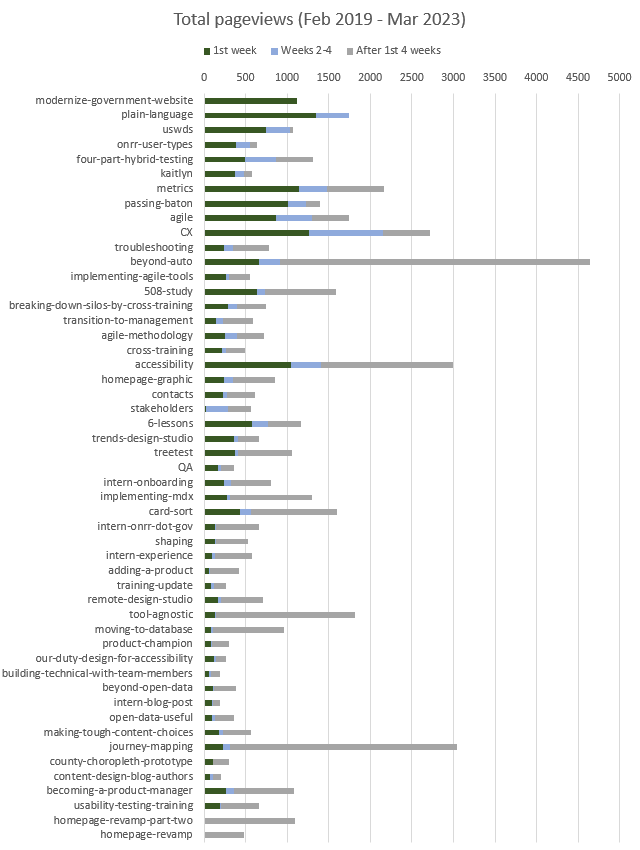 Total pageviews (Feb 2019 - Mar 2023)
1st week Weeks 2-4 After 1st 4 weeks
0 500 1000 1500 2000 2500 3000 3500 4000 4500 5000
modernize-government-website
plain-language
uswds
onrr-user-types
four-part-hybrid-testing
kaitlyn
metrics
passing-baton
agile
CX
troubleshooting
beyond-auto
implementing-agile-tools
508-study
breaking-down-silos-by-cross-training
transition-to-management
agile-methodology
cross-training
accessibility
homepage-graphic
contacts
stakeholders
6-lessons
trends-design-studio
treetest
QA
intern-onboarding
implementing-mdx
card-sort
intern-onrr-dot-gov
shaping
intern-experience
adding-a-product
training-update
remote-design-studio
tool-agnostic
moving-to-database
product-champion
our-duty-design-for-accessibility
building-technical-with-team-members
beyond-open-data
intern-blog-post
open-data-useful
making-tough-content-choices
journey-mapping
county-choropleth-prototype
content-design-blog-authors
becoming-a-product-manager
usability-testing-training
homepage-revamp-part-two
homepage-revamp